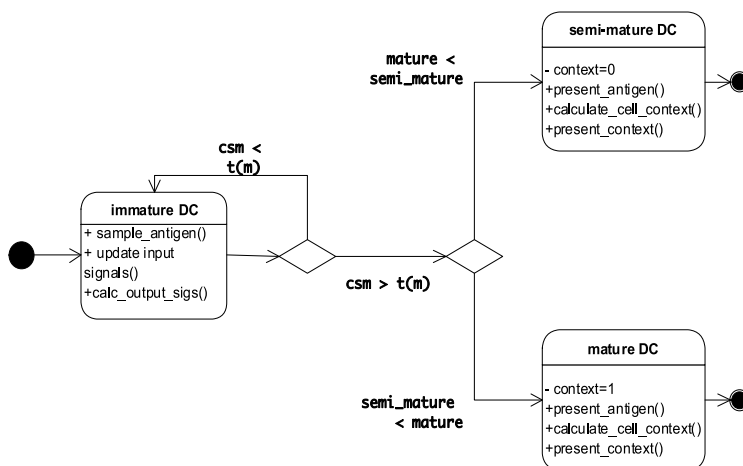 semi-mature DC
- context=0
+present_antigen()
+calculate_cell_context()
+present_context()
mature <
semi_mature
csm <
t(m)
immature DC
+ sample_antigen()
+ update input
signals()
+calc_output_sigs()
csm > t(m)
semi_mature
< mature
mature DC
- context=1
+present_antigen()
+calculate_cell_context()
+present_context()